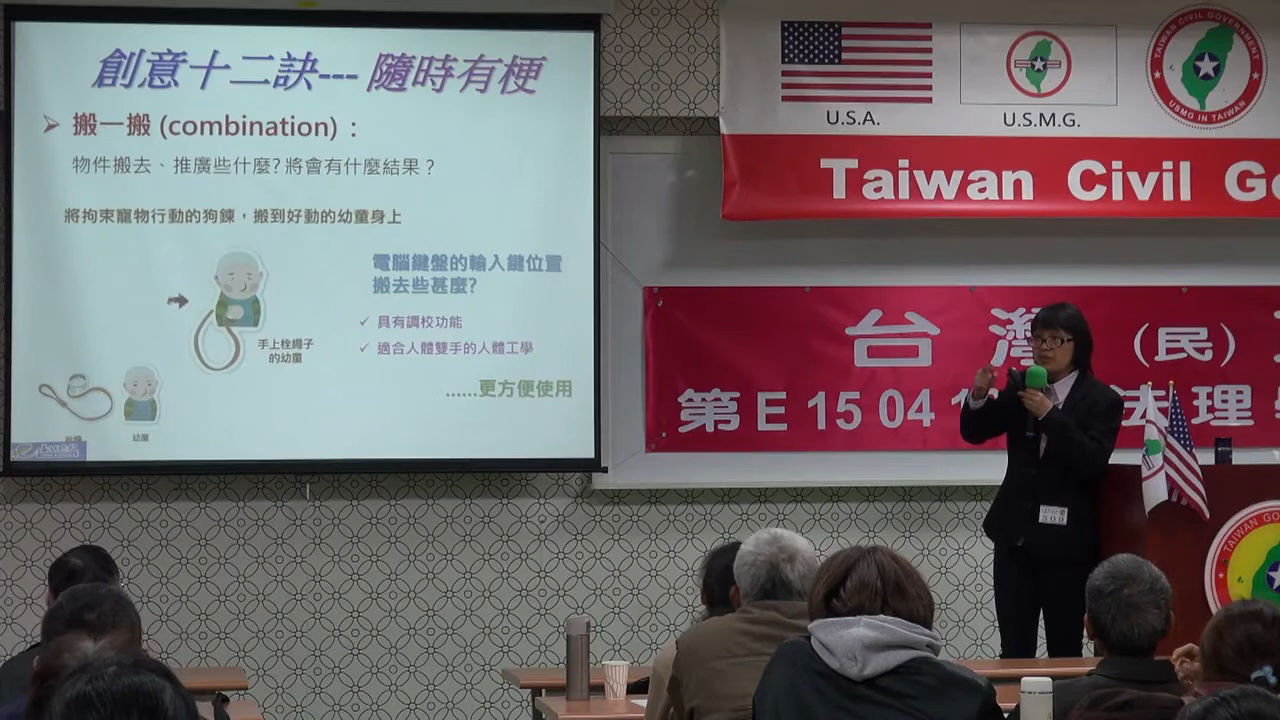 創意十二訣--- 隨時有梗
➢ 搬一搬 (combination)：
物件搬去、推廣些什麼? 將會有什麼結果？
將拘束寵物行動的狗鍊，搬到好動的幼童身上
電腦鍵盤的輸入鍵位置
搬去些甚麼?
✓ 具有調校功能
✓ 適合人體雙手的人體工學
......更方便使用
手上栓繩子
的幼童
幼童
U.S.A.
U.S.M.G.
TAIWAN CIVIL GOVERNMENT
USMG IN TAIWAN
Taiwan Civil Go
台 灣 (民)
第 E 15 04 1
法 理
509
TAIWAN GO